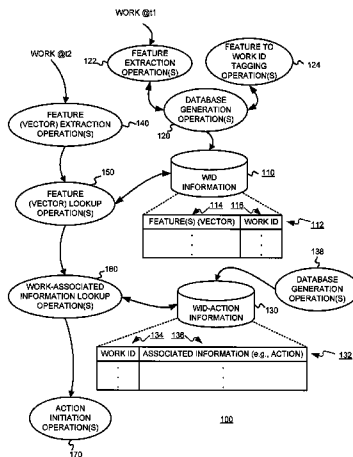 WORK @t1
WORK @t2
122
FEATURE
EXTRACTION
OPERATION(S)
FEATURE TO
WORK ID
TAGGING
OPERATION(S)
124
FEATURE
(VECTOR) EXTRACTION
OPERATION(S)
140
DATABASE
GENERATION
OPERATION(S)
120
150
FEATURE
(VECTOR) LOOKUP
OPERATION(S)
WID
INFORMATION
110
114
116
FEATURE(S) (VECTOR)
WORK ID
112
160
WORK-ASSOCIATED
INFORMATION LOOKUP
OPERATION(S)
138
DATABASE
GENERATION
OPERATION(S)
WID-ACTION
INFORMATION
130
134
136
WORK ID
ASSOCIATED INFORMATION (e.g., ACTION)
132
ACTION
INITIATION
OPERATION(S)
170
100